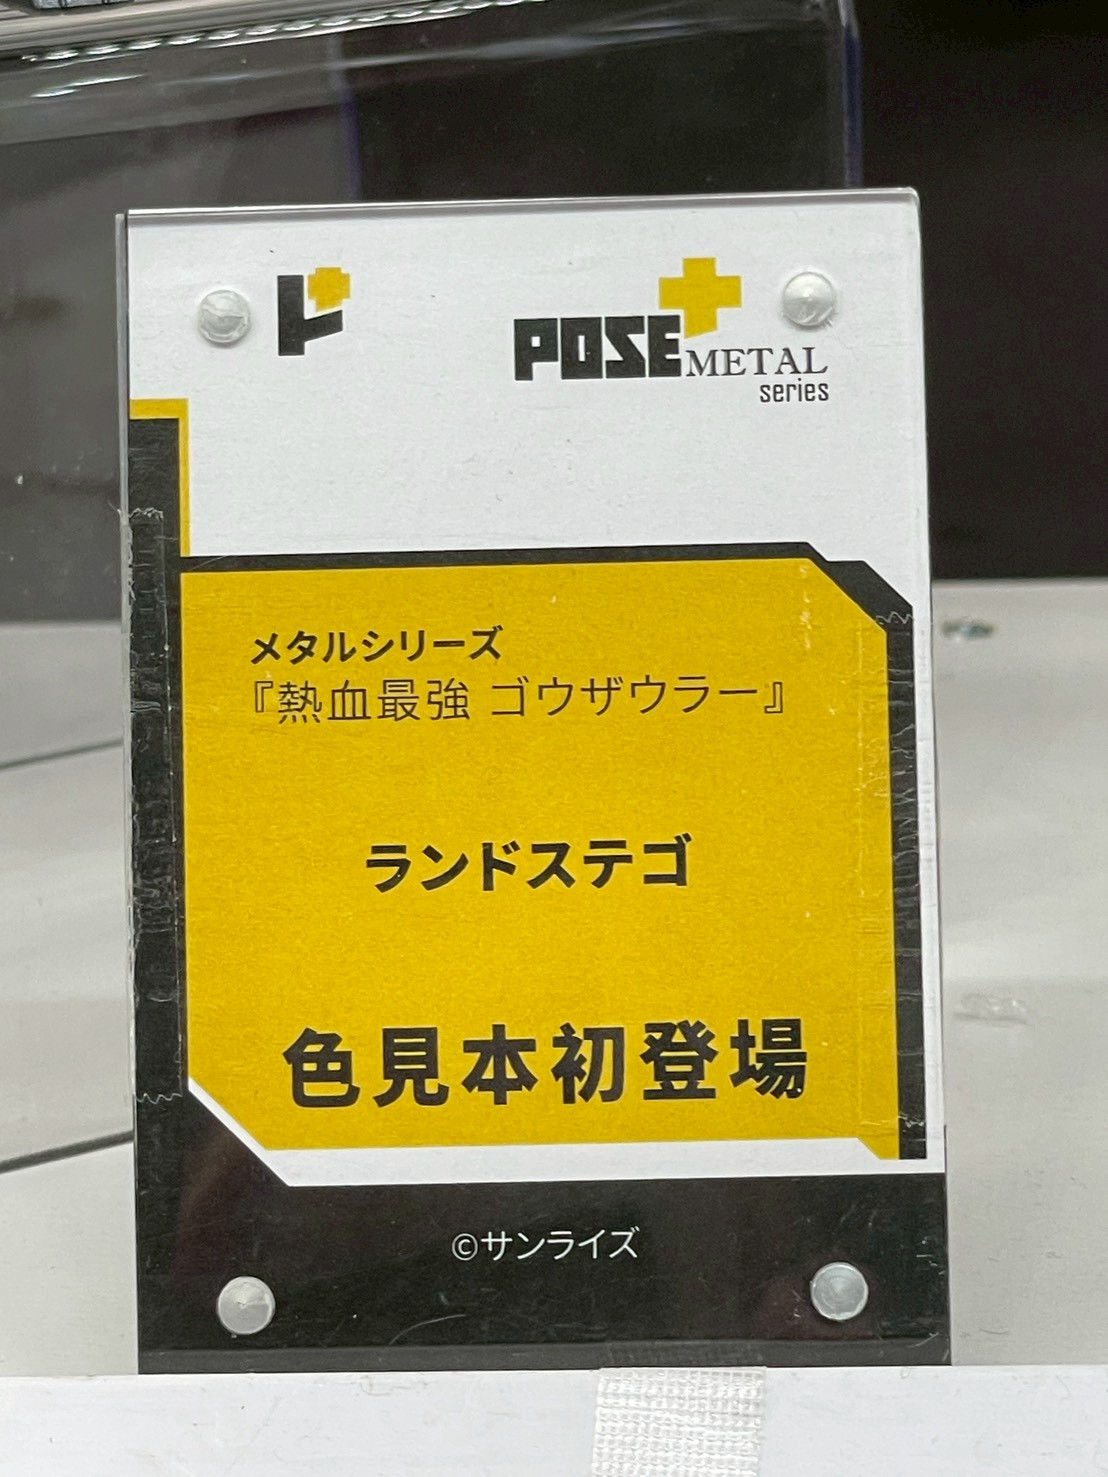 POSE+ METAL
series
メタルシリーズ
『熱血最強 ゴウザウラー』
ランドステゴ
色見本初登場
©サンライズ